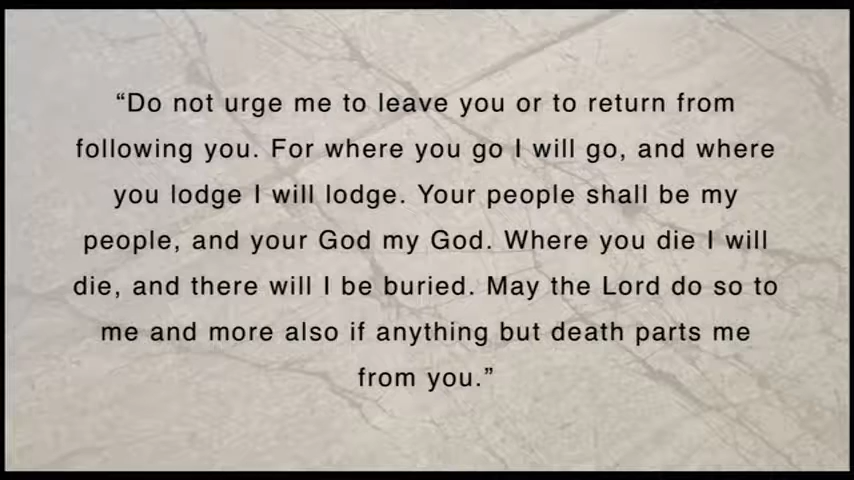 “Do not urge me to leave you or to return from
following you. For where you go I will go, and where
you lodge I will lodge. Your people shall be my
people, and your God my God. Where you die I will
die, and there will I be buried. May the Lord do so to
me and more also if anything but death parts me
from you.”